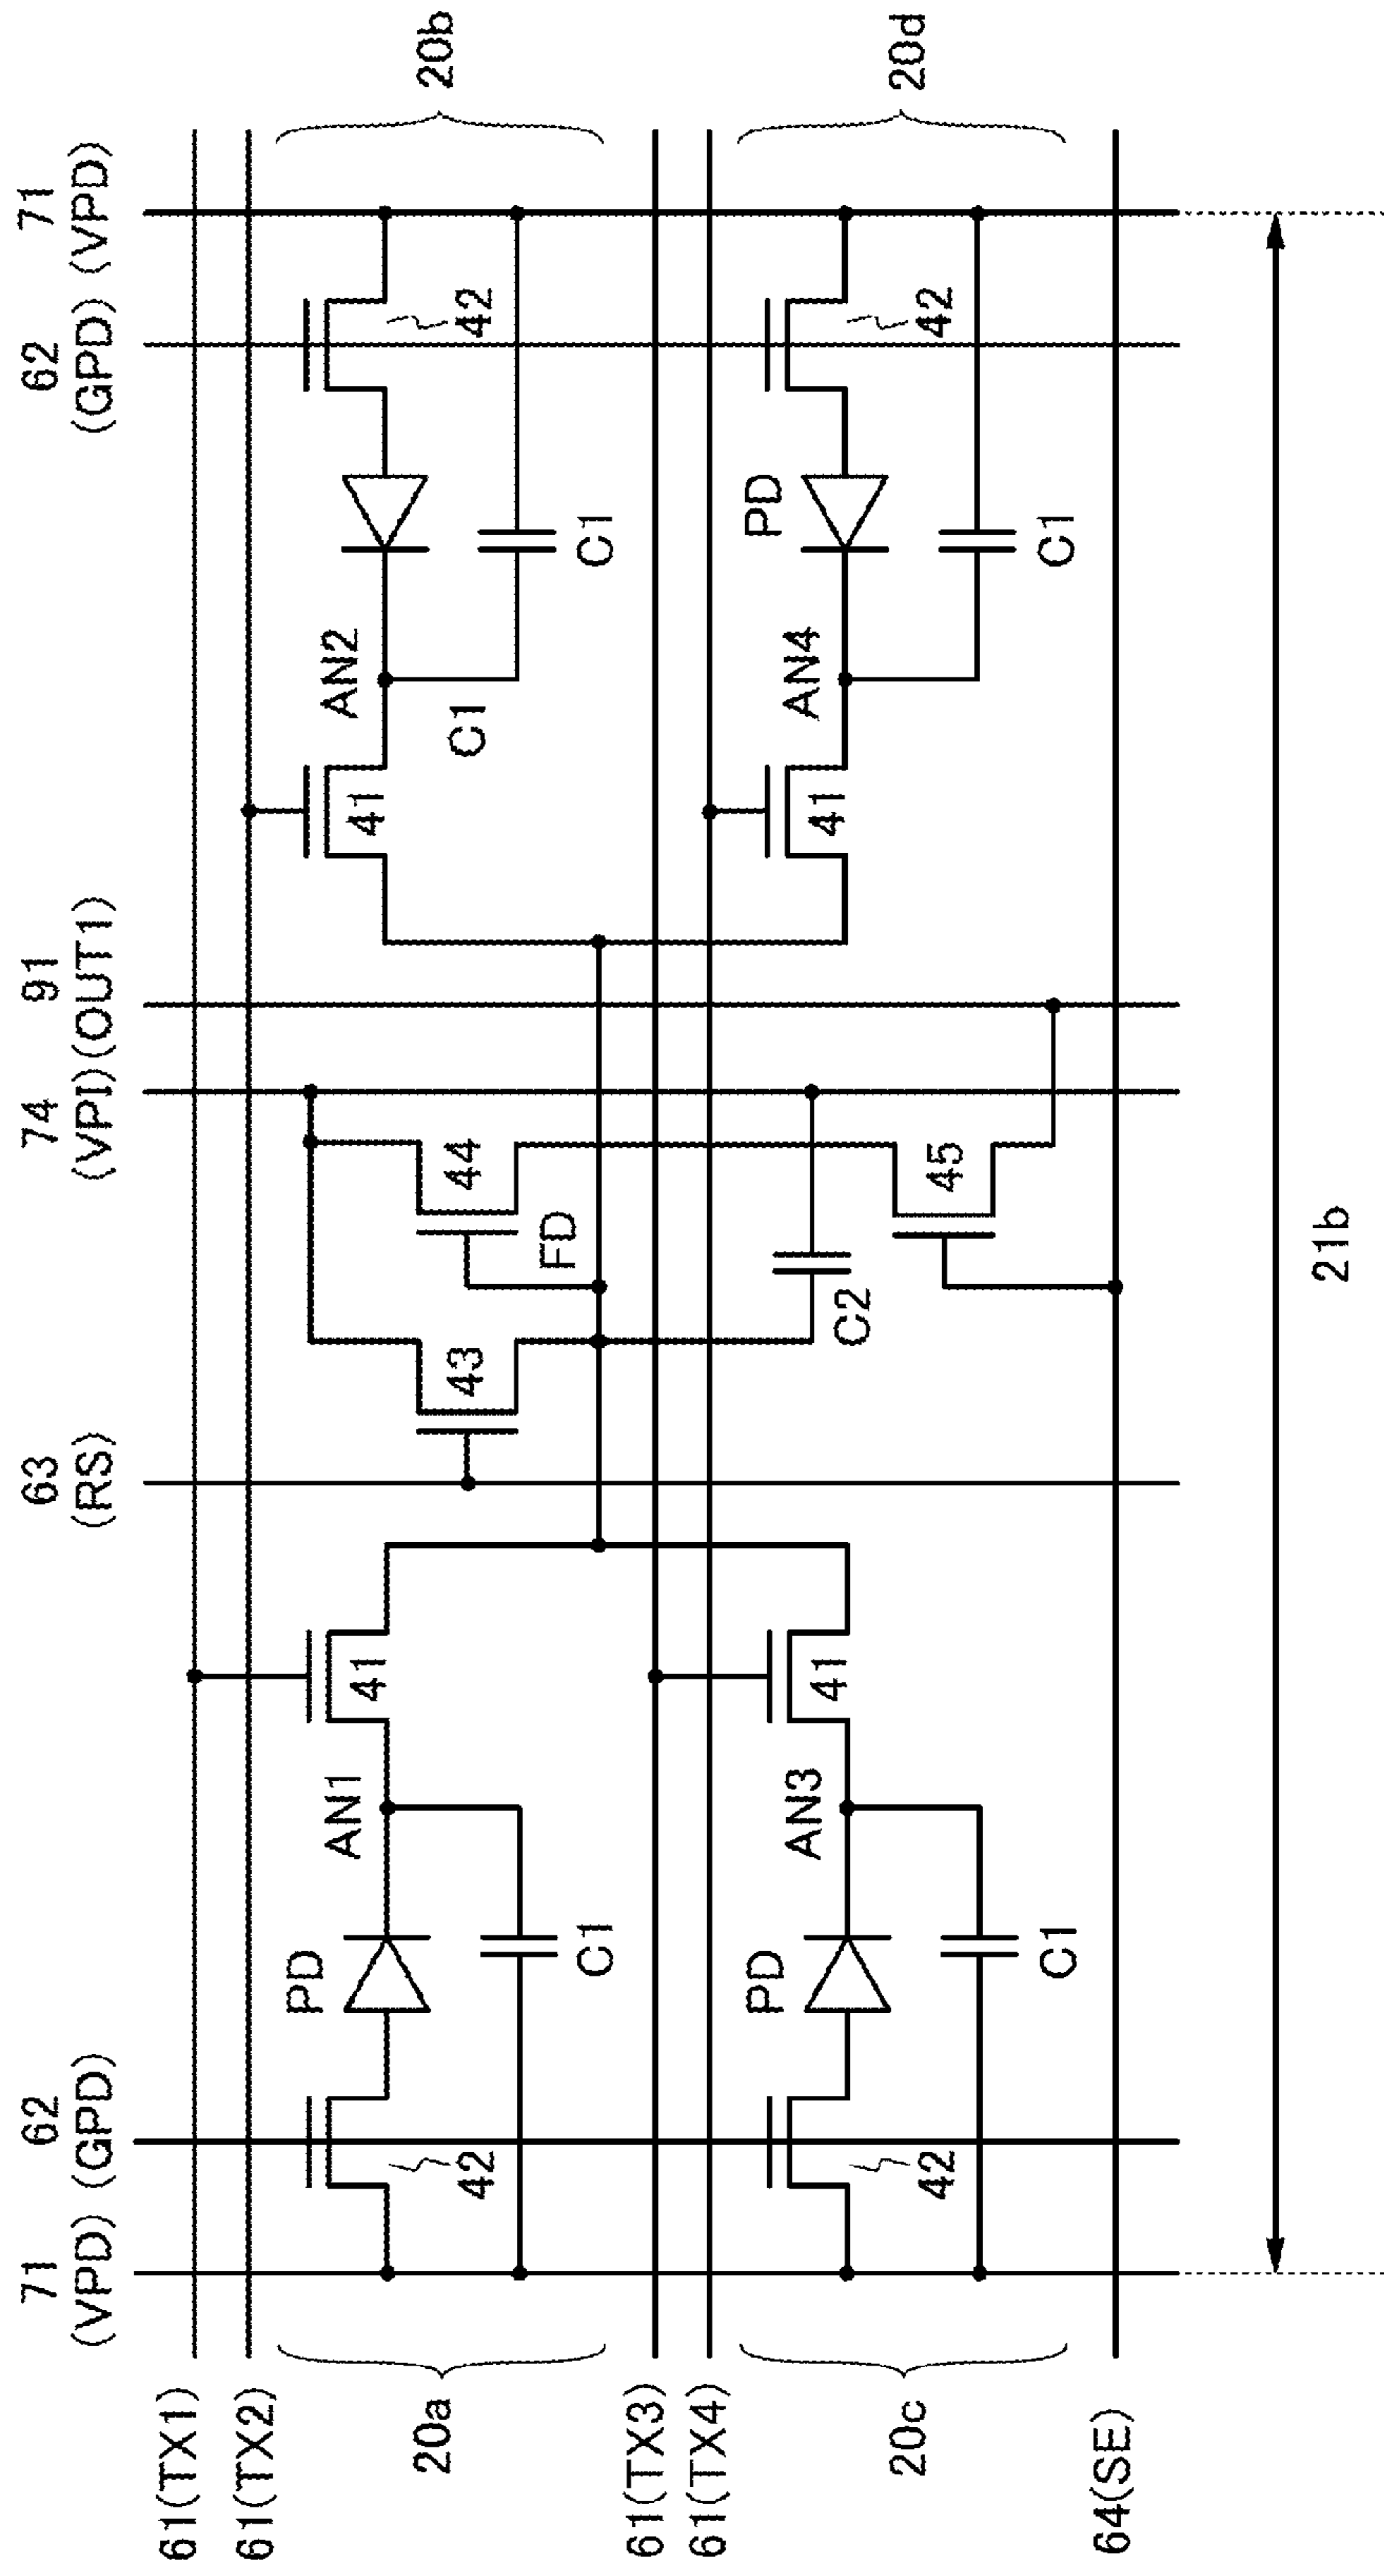 71 62 63 74 91 62 71
(VPD) (GPD) (RS) (VPI) (OUT1) (GPD) (VPD)
61(TX1)
61(TX2)
PD
AN1 AN2
41 41
20a 20b
42 43 44 C1 42
FD
C1 C1
61(TX3)
61(TX4)
PD PD
AN3 AN4
41 41
C2
20c 20d
42 45 42
C1 C1
64(SE)
21b